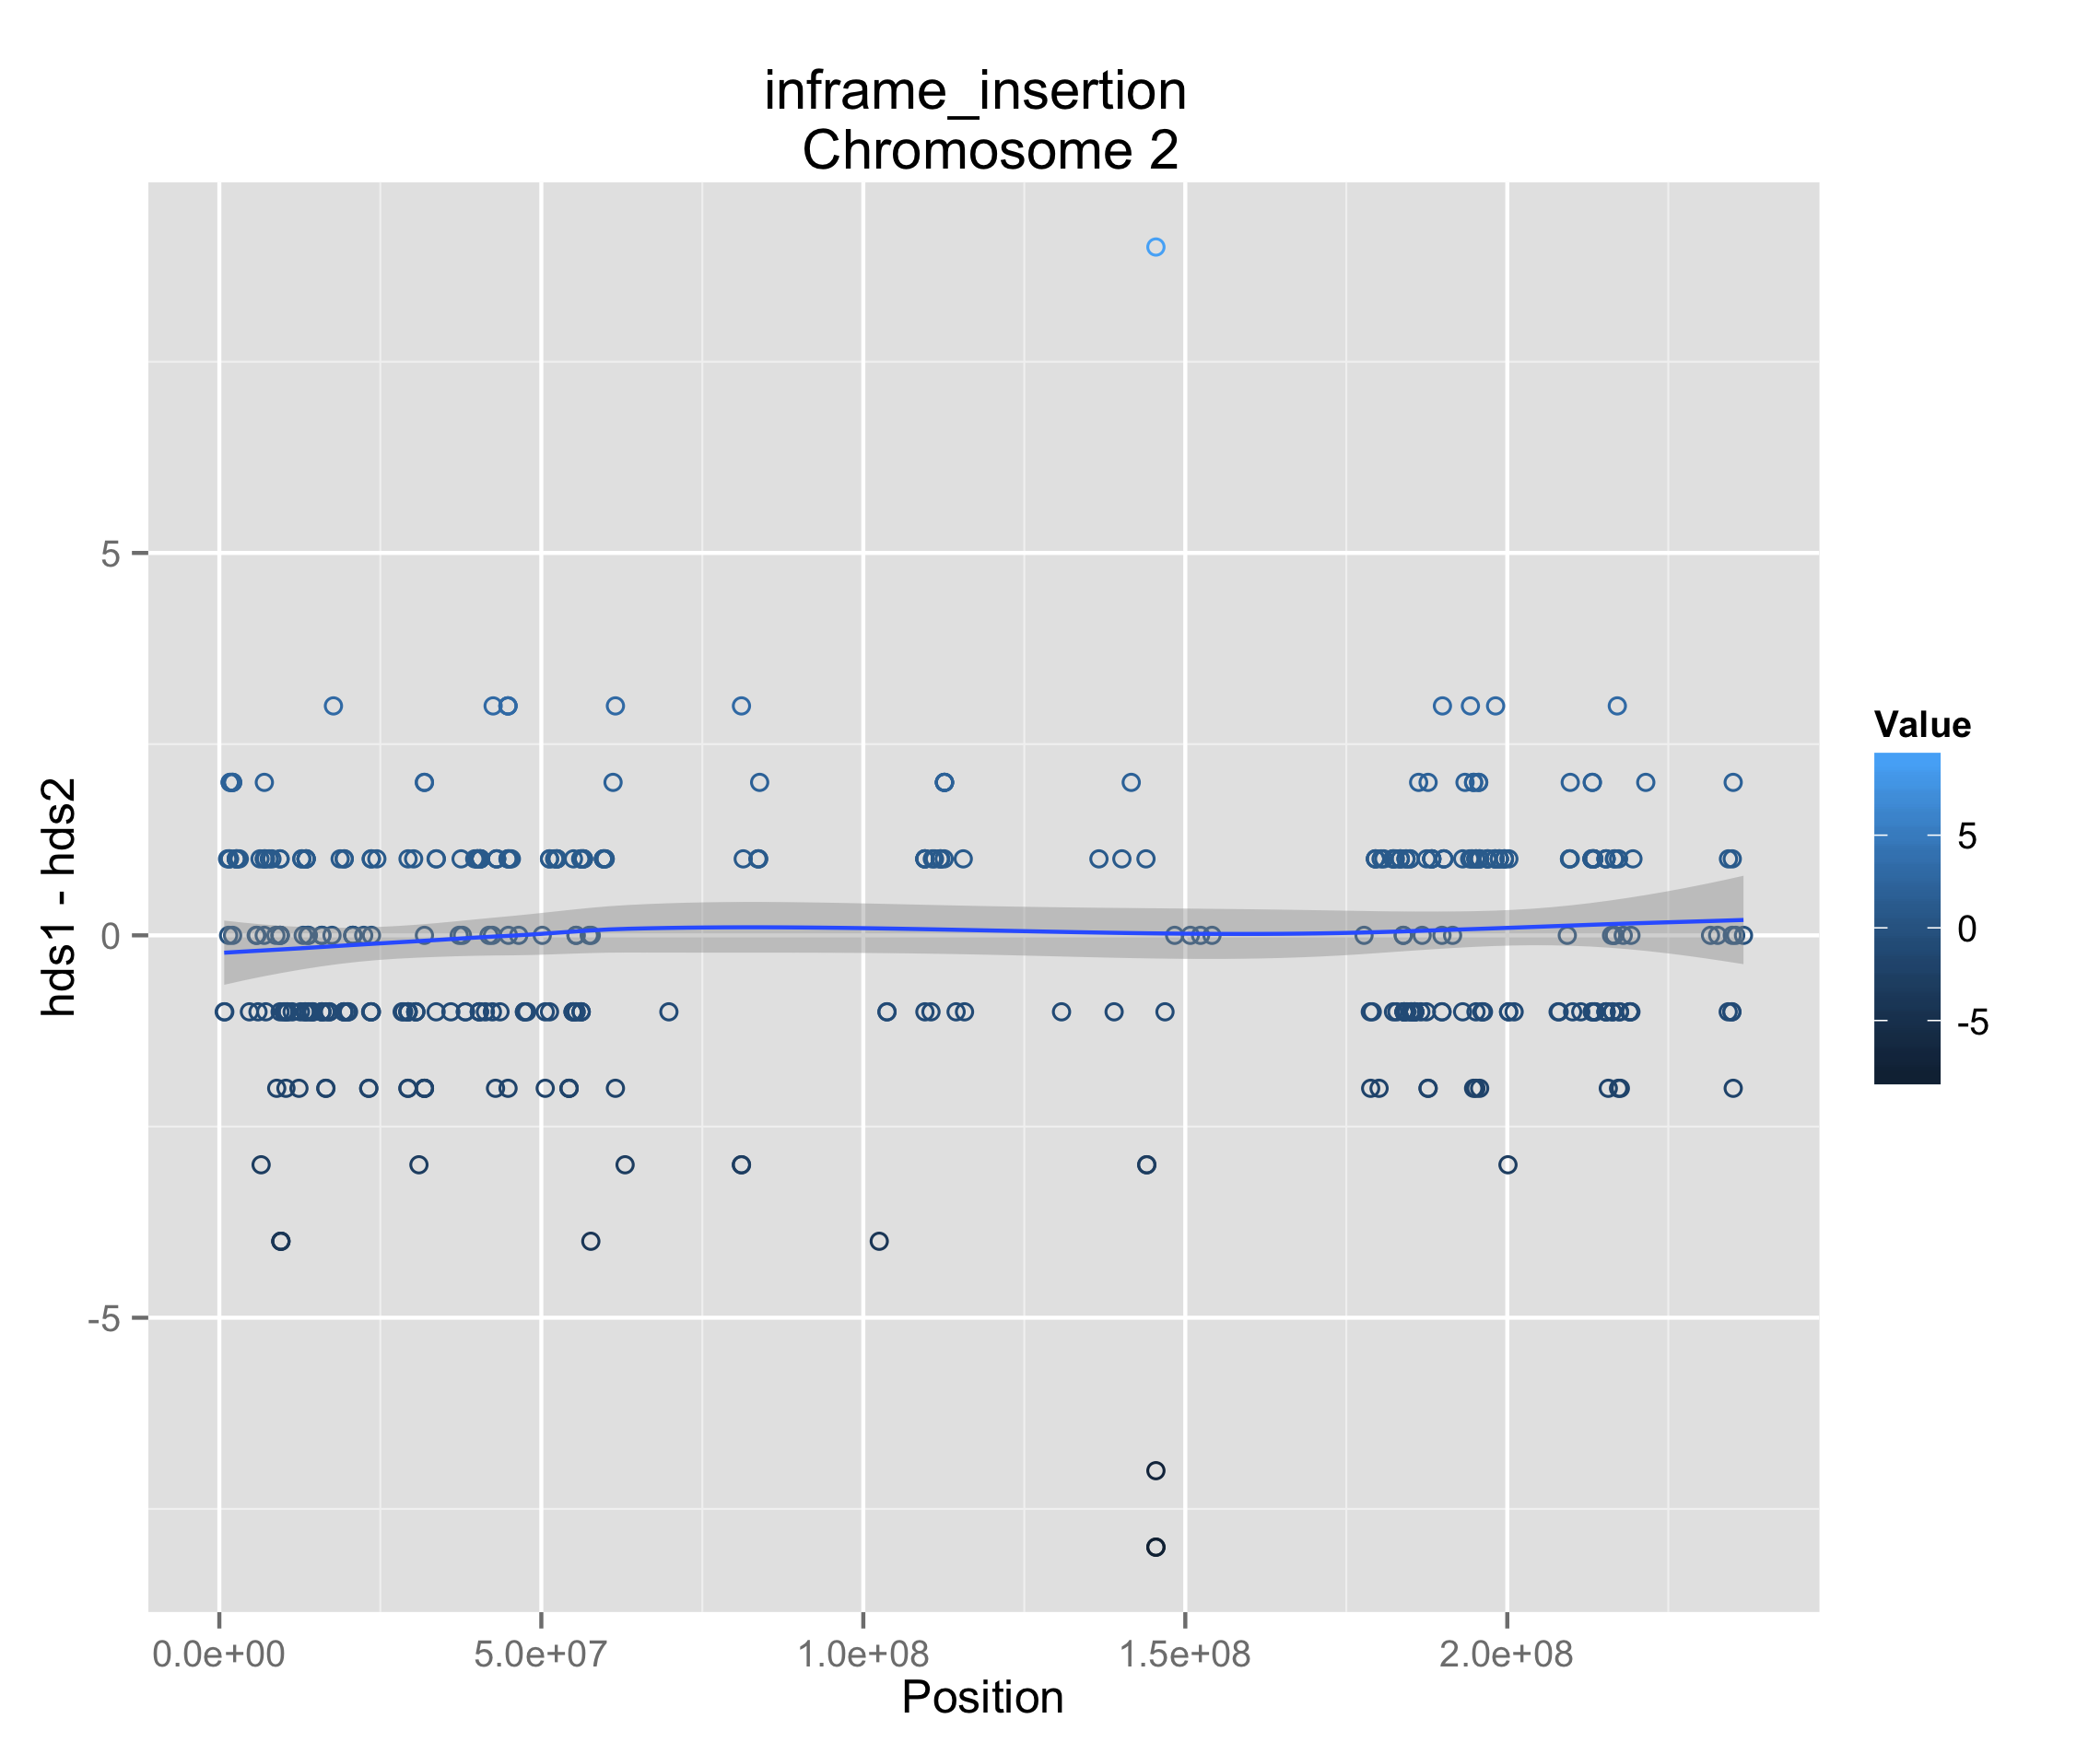 inframe_insertion
Chromosome 2
hds1 - hds2
5
0
-5
0.0e+00 5.0e+07 1.0e+08 1.5e+08 2.0e+08
Position
Value
5
0
-5